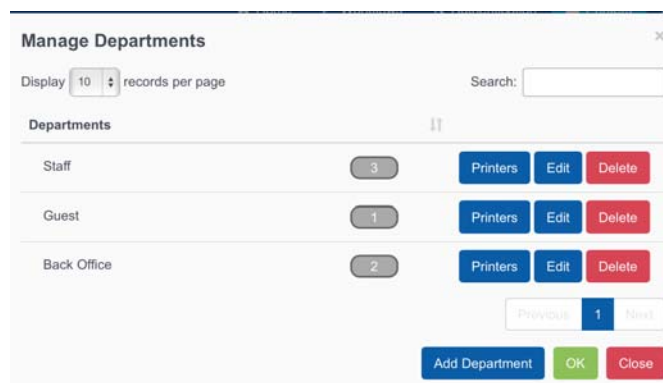 Manage Departments ×
Display 10 records per page Search:
Departments
Staff 3 Printers Edit Delete
Guest 1 Printers Edit Delete
Back Office 2 Printers Edit Delete
Previous 1 Next
Add Department OK Close